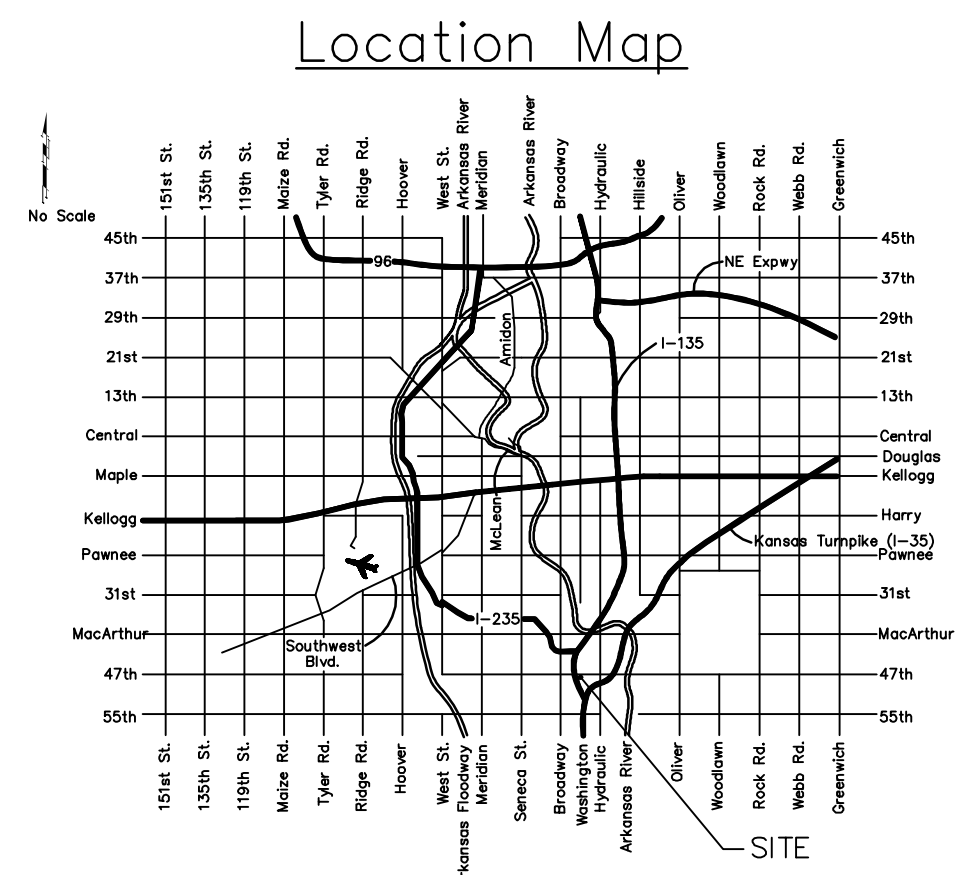 Location Map
No Scale
151st St.
135th St.
119th St.
Maize Rd.
Tyler Rd.
Ridge Rd.
Hoover
West St.
Arkansas River
Meridian
Arkansas River
Broadway
Hydraulic
Hillside
Oliver
Woodlawn
Rock Rd.
Webb Rd.
Greenwich
45th
37th
29th
21st
13th
Central
Maple
Kellogg
Pawnee
31st
MacArthur
47th
55th
96
NE Expwy
Amidon
I-135
McLean
Kansas Turnpike (I-35)
I-235
Southwest
Blvd.
45th
37th
29th
21st
13th
Central
Douglas
Kellogg
Harry
Pawnee
31st
MacArthur
47th
55th
151st St.
135th St.
119th St.
Maize Rd.
Tyler Rd.
Ridge Rd.
Hoover
West St.
rkansas Floodway
Meridian
Seneca St.
Broadway
Washington
Hydraulic
Arkansas River
Oliver
Woodlawn
Rock Rd.
Webb Rd.
Greenwich
SITE